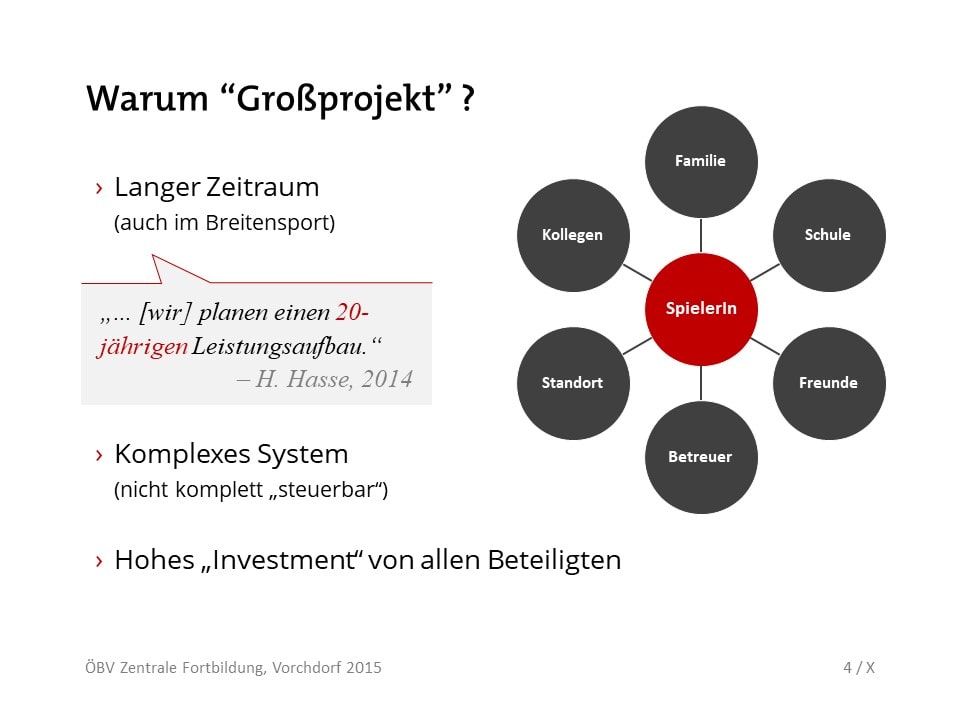 Warum “Großprojekt” ?
› Langer Zeitraum
(auch im Breitensport)
„... [wir] planen einen 20-
jährigen Leistungsaufbau.“
– H. Hasse, 2014
› Komplexes System
(nicht komplett „steuerbar“)
› Hohes „Investment“ von allen Beteiligten
Familie
Kollegen
Schule
SpielerIn
Standort
Freunde
Betreuer
ÖBV Zentrale Fortbildung, Vorchdorf 2015
4 / X